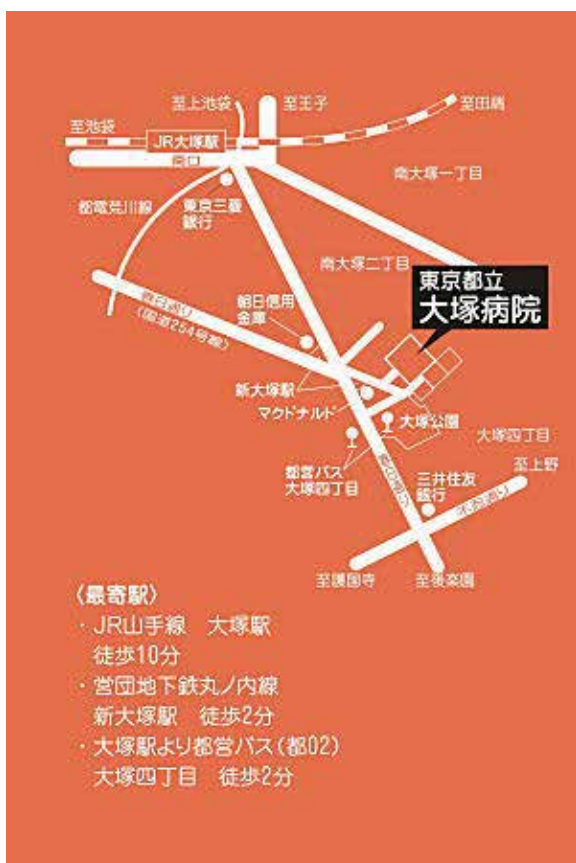 至上池袋
至王子
至田端
至池袋
JR大塚駅
南口
南大塚一丁目
都電荒川線
東京三菱
銀行
南大塚二丁目
東京都立
大塚病院
春日通り
(国道254号線)
朝日信用
金庫
新大塚駅
マクドナルド
大塚公園
大塚四丁目
都営バス
大塚四丁目
春日通り
三井住友
銀行
至上野
不忍通り
至護国寺
至後楽園
〈最寄駅〉
・JR山手線 大塚駅
徒歩10分
・営団地下鉄丸ノ内線
新大塚駅 徒歩2分
・大塚駅より都営バス(都02)
大塚四丁目 徒歩2分